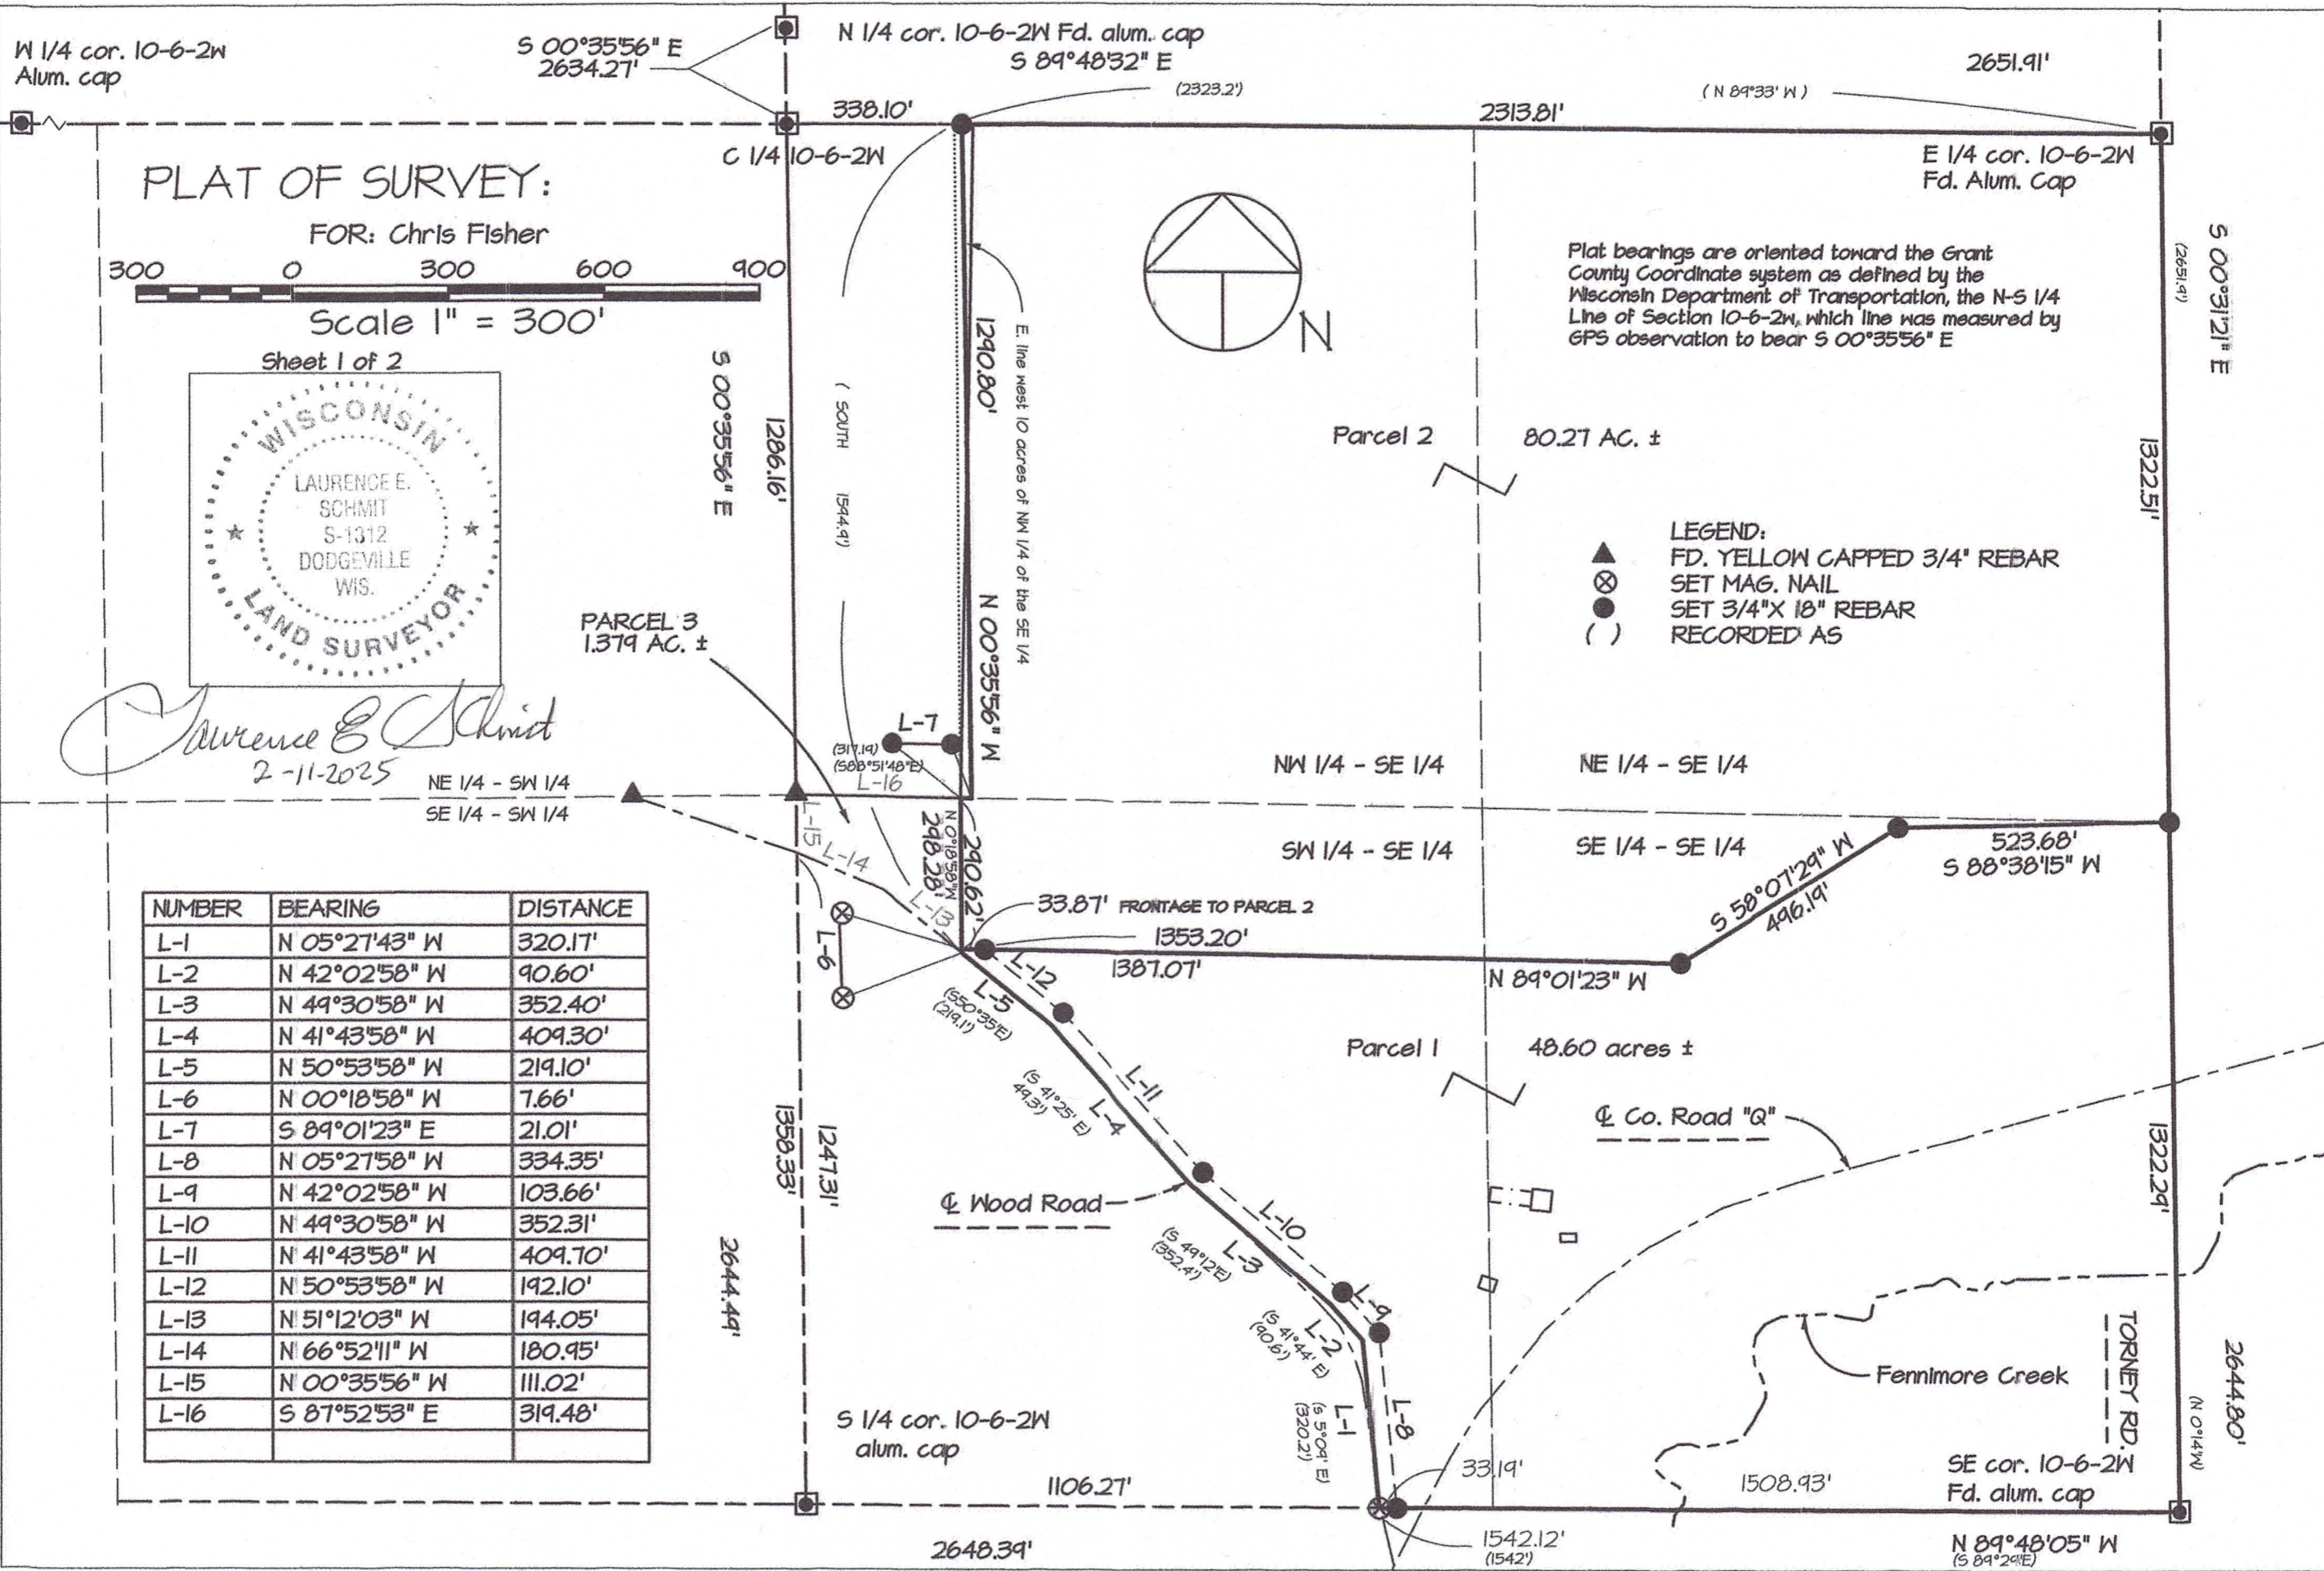 W 1/4 cor. 10-6-2W
Alum. cap
S 00°35'56" E
2634.27'
N 1/4 cor. 10-6-2W Fd. alum. cap
S 89°48'32" E
2651.91'
(2323.2')
(N 89°33' W)
338.10'
2313.81'
C 1/4 10-6-2W
E 1/4 cor. 10-6-2W
Fd. Alum. Cap
PLAT OF SURVEY:
FOR: Chris Fisher
300 0 300 600 900
Scale 1" = 300'
Sheet 1 of 2
WISCONSIN
LAURENCE E.
SCHMIT
S-1312
DODGEVILLE
WIS.
LAND SURVEYOR
Laurence E Schmit
2-11-2025
N
Plat bearings are oriented toward the Grant
County Coordinate system as defined by the
Wisconsin Department of Transportation, the N-S 1/4
Line of Section 10-6-2w, which line was measured by
GPS observation to bear S 00°35'56" E
S 00°31'21" E
(2651.9')
1322.51'
S 00°35'56" E
1286.16'
(SOUTH 1594.9')
1290.80'
N 00°35'56" W
E. line west 10 acres of NW 1/4 of the SE 1/4
Parcel 2 80.27 AC. ±
LEGEND:
FD. YELLOW CAPPED 3/4" REBAR
SET MAG. NAIL
SET 3/4"X 18" REBAR
( ) RECORDED AS
PARCEL 3
1.379 AC. ±
L-7
(317.19)
(S88°51'48"E)
L-16
NE 1/4 - SW 1/4
SE 1/4 - SW 1/4
NW 1/4 - SE 1/4
NE 1/4 - SE 1/4
SW 1/4 - SE 1/4
SE 1/4 - SE 1/4
L-15
L-14
L-13
N 0°18'58"W
298.28'
290.62'
33.87' FRONTAGE TO PARCEL 2
1353.20'
1387.07'
N 89°01'23" W
S 58°07'29" W
496.19'
523.68'
S 88°38'15" W
L-6
L-12
L-5
(S50°35'E)
(219.1')
NUMBER BEARING DISTANCE
L-1 N 05°27'43" W 320.17'
L-2 N 42°02'58" W 90.60'
L-3 N 49°30'58" W 352.40'
L-4 N 41°43'58" W 409.30'
L-5 N 50°53'58" W 219.10'
L-6 N 00°18'58" W 7.66'
L-7 S 89°01'23" E 21.01'
L-8 N 05°27'58" W 334.35'
L-9 N 42°02'58" W 103.66'
L-10 N 49°30'58" W 352.31'
L-11 N 41°43'58" W 409.70'
L-12 N 50°53'58" W 192.10'
L-13 N 51°12'03" W 194.05'
L-14 N 66°52'11" W 180.95'
L-15 N 00°35'56" W 111.02'
L-16 S 87°52'53" E 319.48'
Parcel 1 48.60 acres ±
L-11
L-4
(S 41°25' E)
49.3')
℄ Co. Road "Q"
℄ Wood Road
1358.33'
1247.31'
2644.49'
1322.29'
L-10
L-3
(S 49°12'E)
(352.4')
L-9
L-2
(S 41°44' E)
(90.6')
L-8
L-1
(S 5°09' E)
(320.2')
Fennimore Creek
TORNEY RD.
2644.80'
(N 0°14'W)
S 1/4 cor. 10-6-2W
alum. cap
1106.27'
33.19'
1508.93'
SE cor. 10-6-2W
Fd. alum. cap
2648.39'
1542.12'
(1542')
N 89°48'05" W
(S 89°29'E)